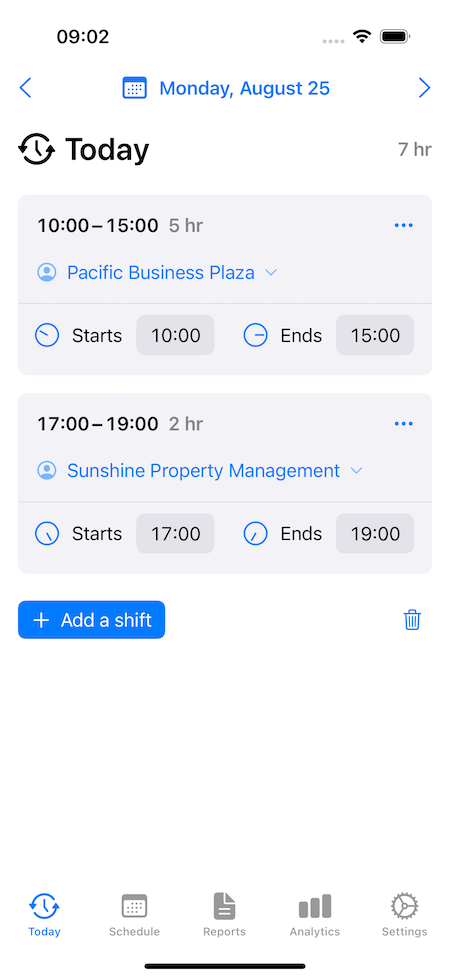 09:02
Monday, August 25
Today 7 hr
10:00 – 15:00 5 hr
Pacific Business Plaza
Starts 10:00 Ends 15:00
17:00 – 19:00 2 hr
Sunshine Property Management
Starts 17:00 Ends 19:00
+ Add a shift
Today Schedule Reports Analytics Settings